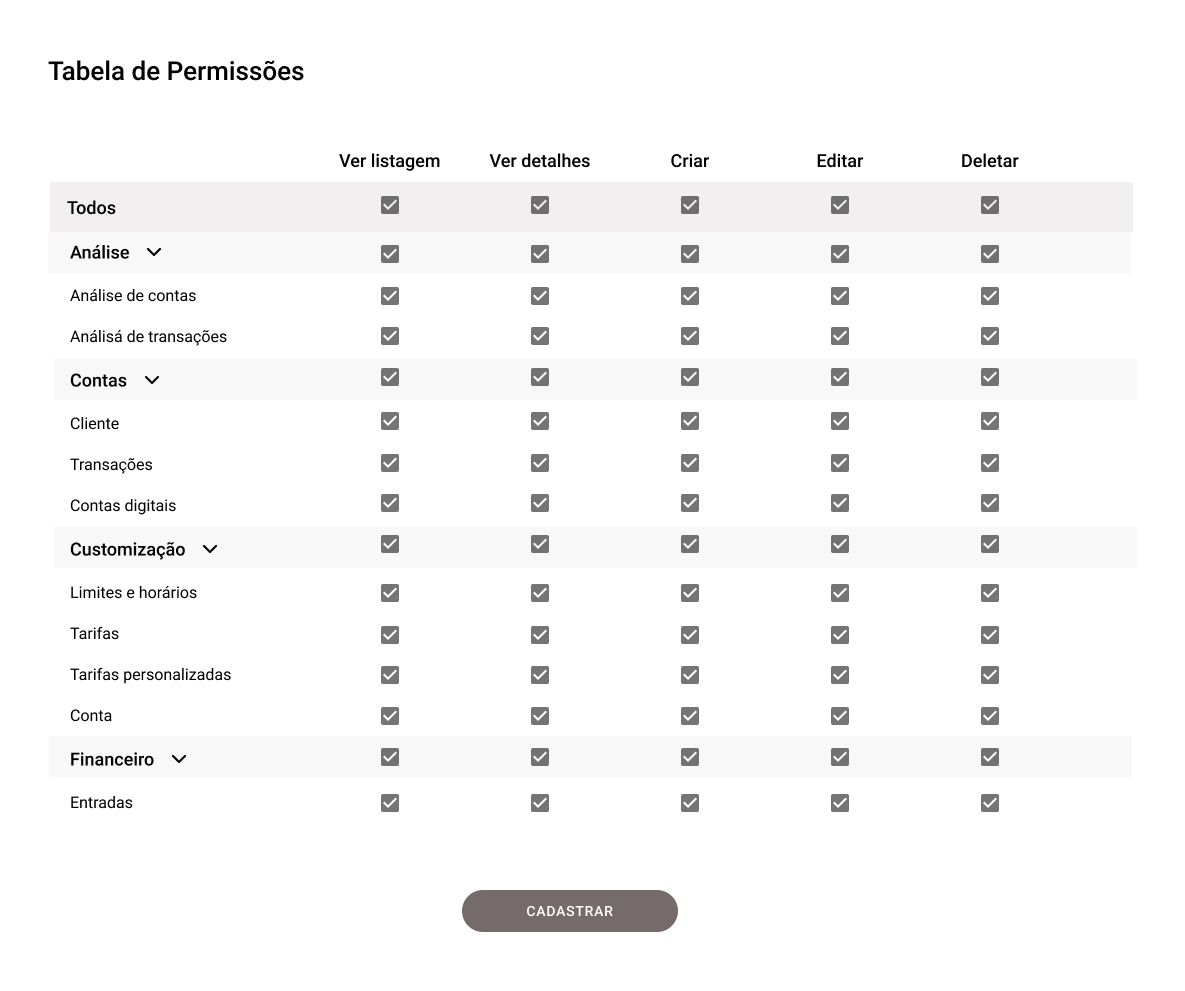 Tabela de Permissões
Ver listagem Ver detalhes Criar Editar Deletar
Todos
Análise
Análise de contas
Análisá de transações
Contas
Cliente
Transações
Contas digitais
Customização
Limites e horários
Tarifas
Tarifas personalizadas
Conta
Financeiro
Entradas
CADASTRAR